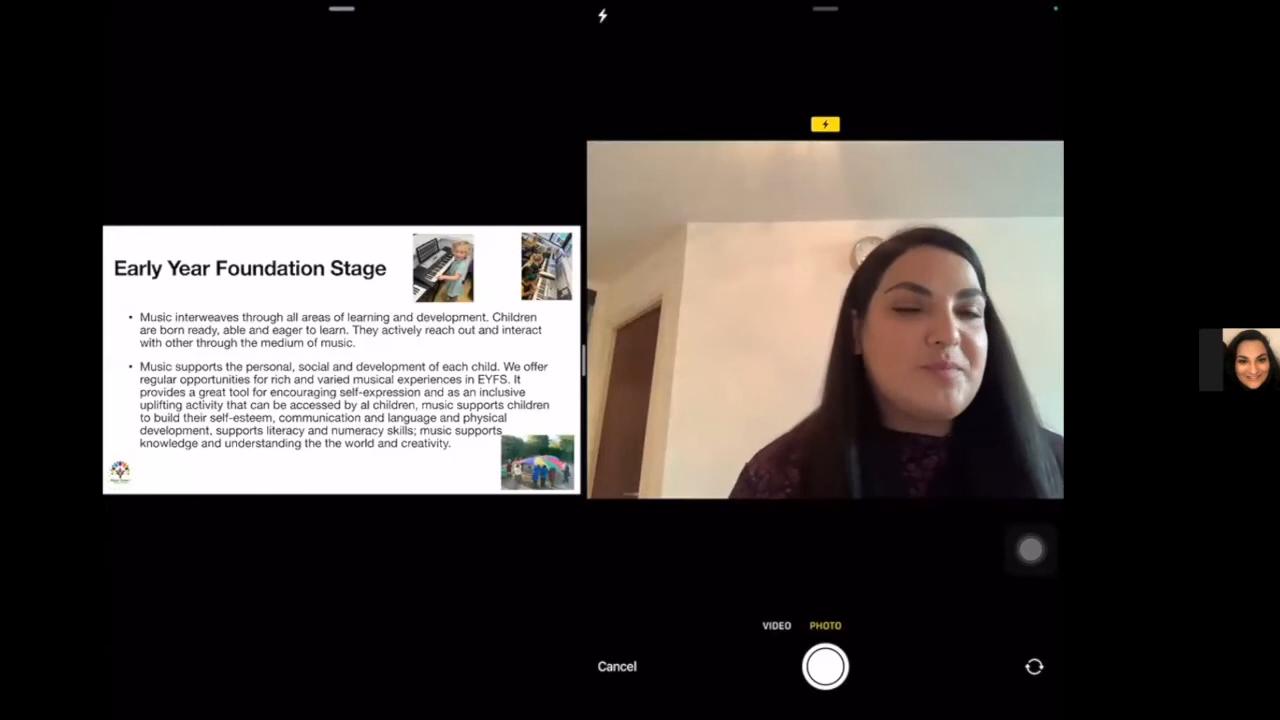 Early Year Foundation Stage
• Music interweaves through all areas of learning and development. Children
are born ready, able and eager to learn. They actively reach out and interact
with other through the medium of music.
• Music supports the personal, social and development of each child. We offer
regular opportunities for rich and varied musical experiences in EYFS. It
provides a great tool for encouraging self-expression and as an inclusive
uplifting activity that can be accessed by al children, music supports children
to build their self-esteem, communication and language and physical
development, supports literacy and numeracy skills; music supports
knowledge and understanding the the world and creativity.
VIDEO PHOTO
Cancel